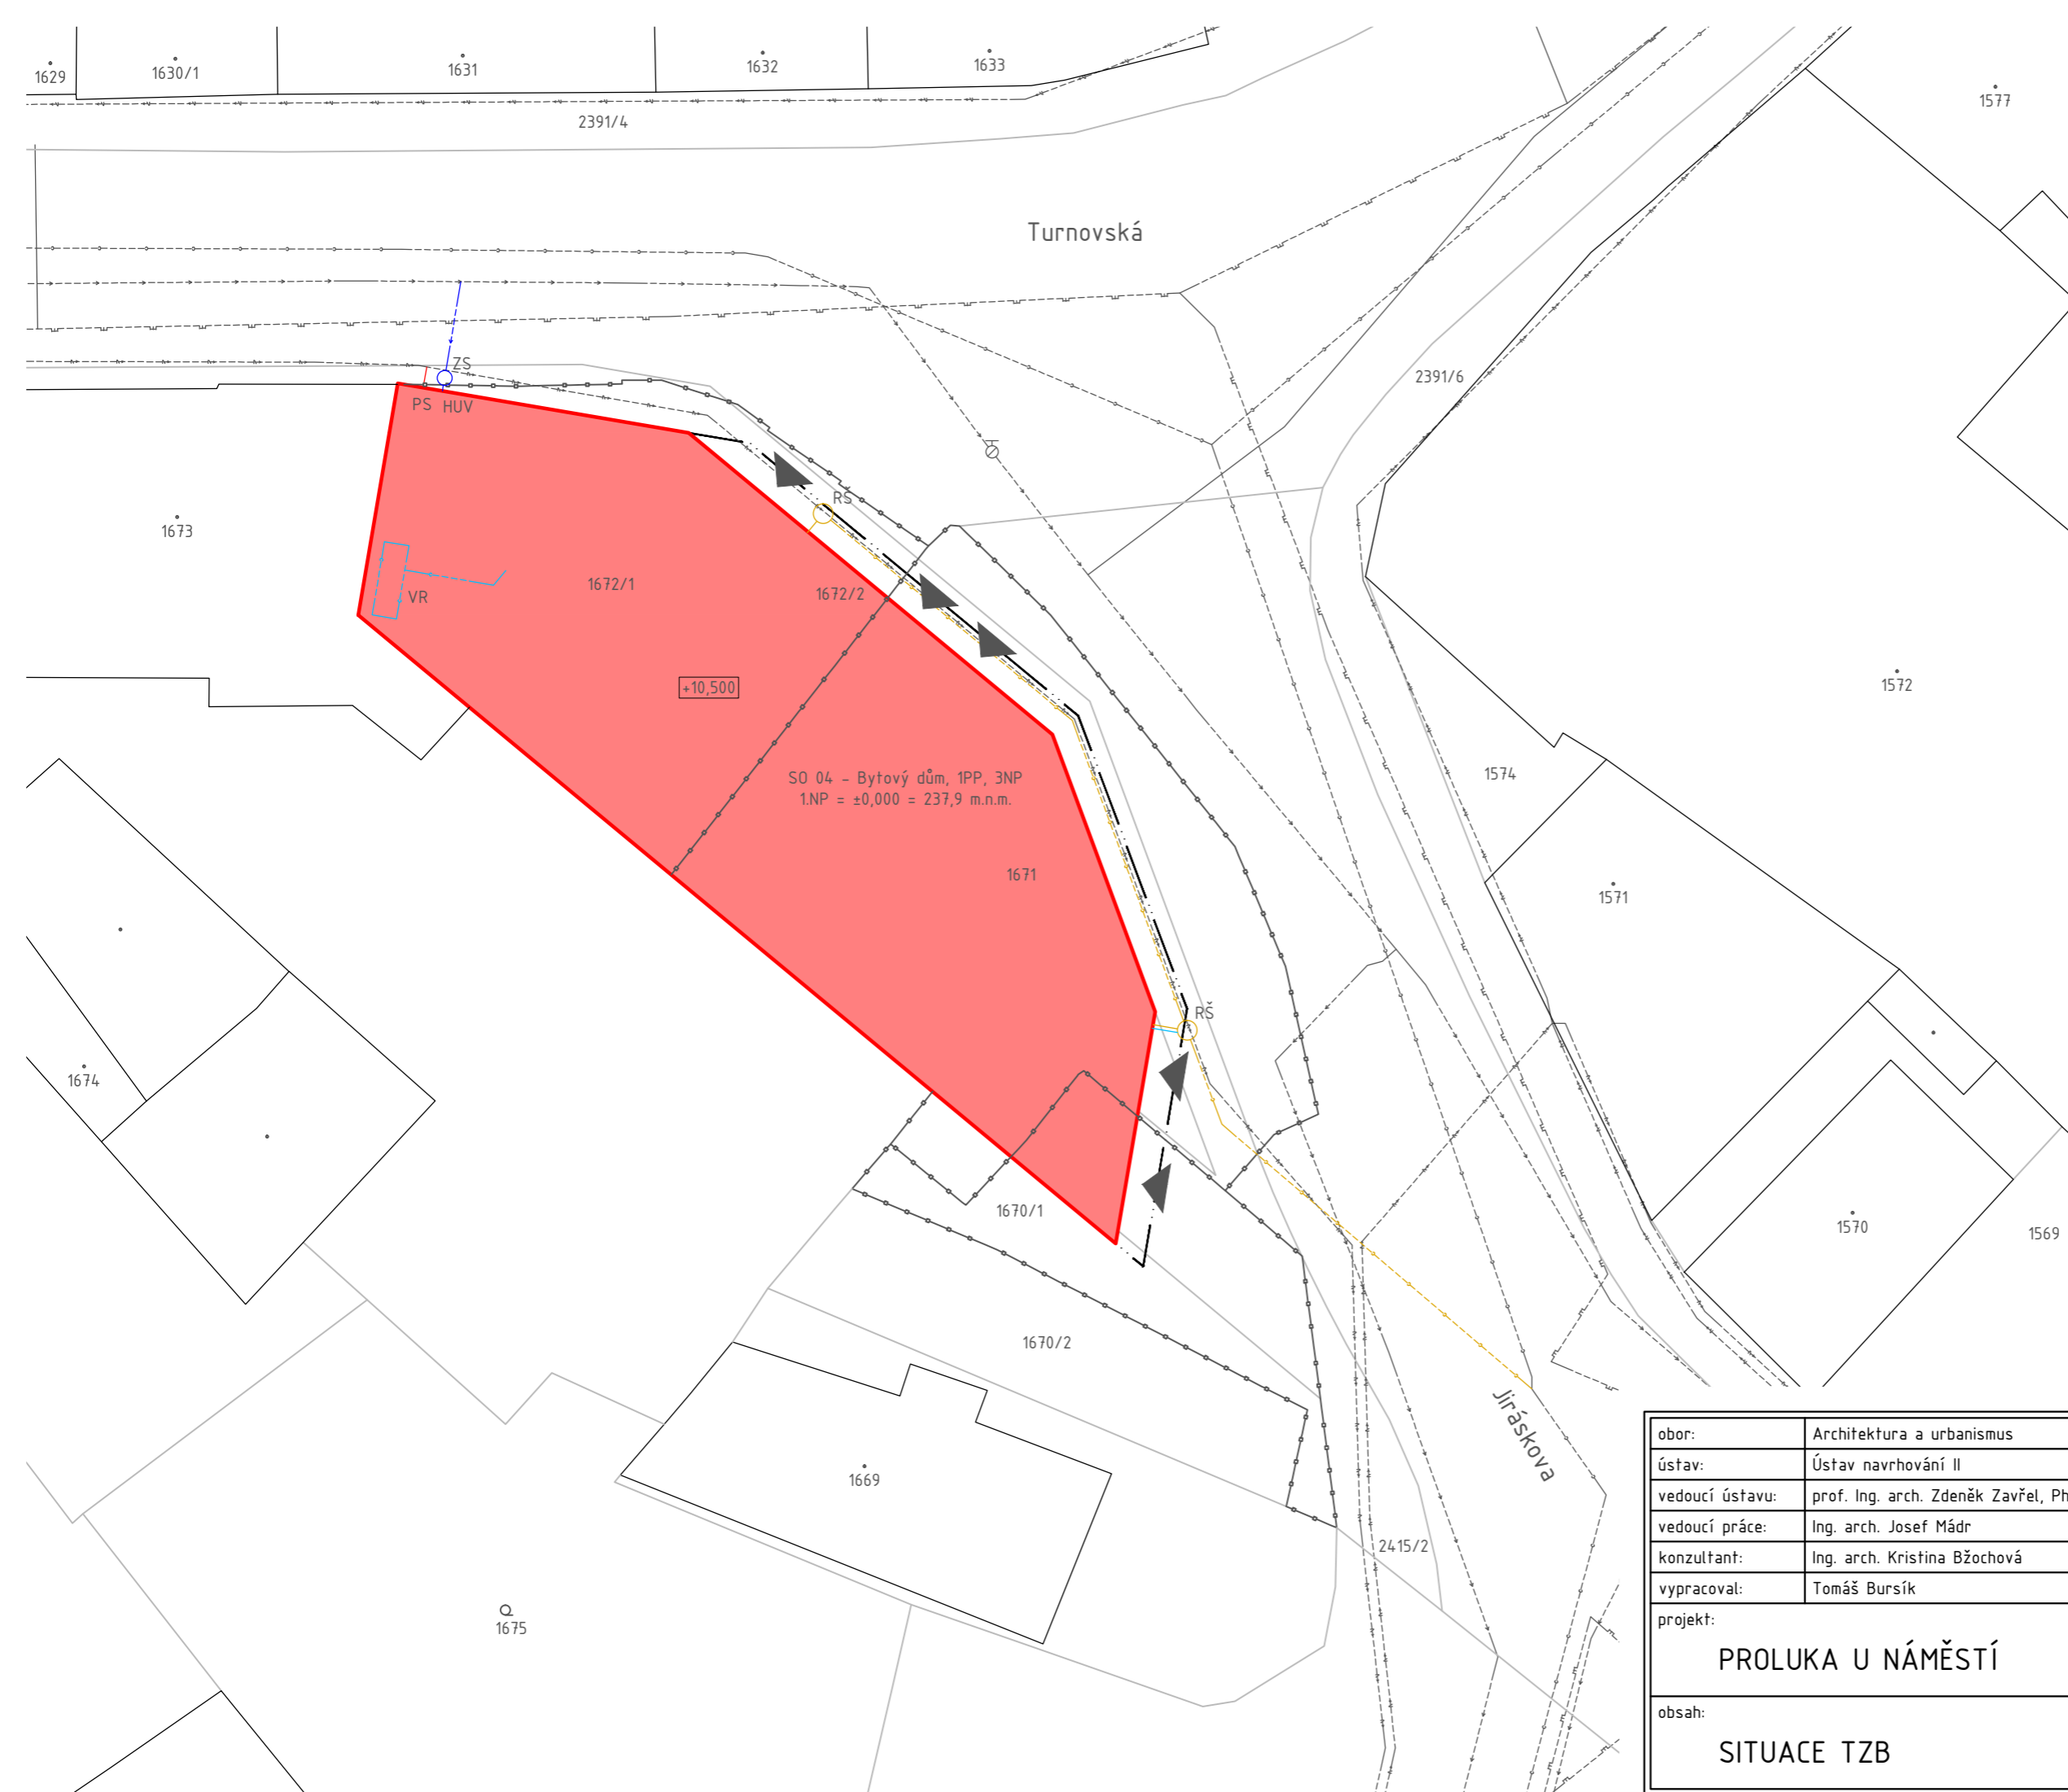 1629
1630/1
1631
1632
1633
1577
2391/4
Turnovská
2391/6
ZS
PS HUV
RŠ
1673
1672/1
1672/2
VR
1572
+10,500
SO 04 - Bytový dům, 1PP, 3NP
1.NP = ±0,000 = 237,9 m.n.m.
1574
1671
1571
RŠ
1674
1670/1
1570
1569
1670/2
Jiráskova
1669
2415/2
1675
obor: Architektura a urbanismus
ústav: Ústav navrhování II
vedoucí ústavu: prof. Ing. arch. Zdeněk Zavřel, Ph
vedoucí práce: Ing. arch. Josef Mádr
konzultant: Ing. arch. Kristina Bžochová
vypracoval: Tomáš Bursík
projekt:
PROLUKA U NÁMĚSTÍ
obsah:
SITUACE TZB